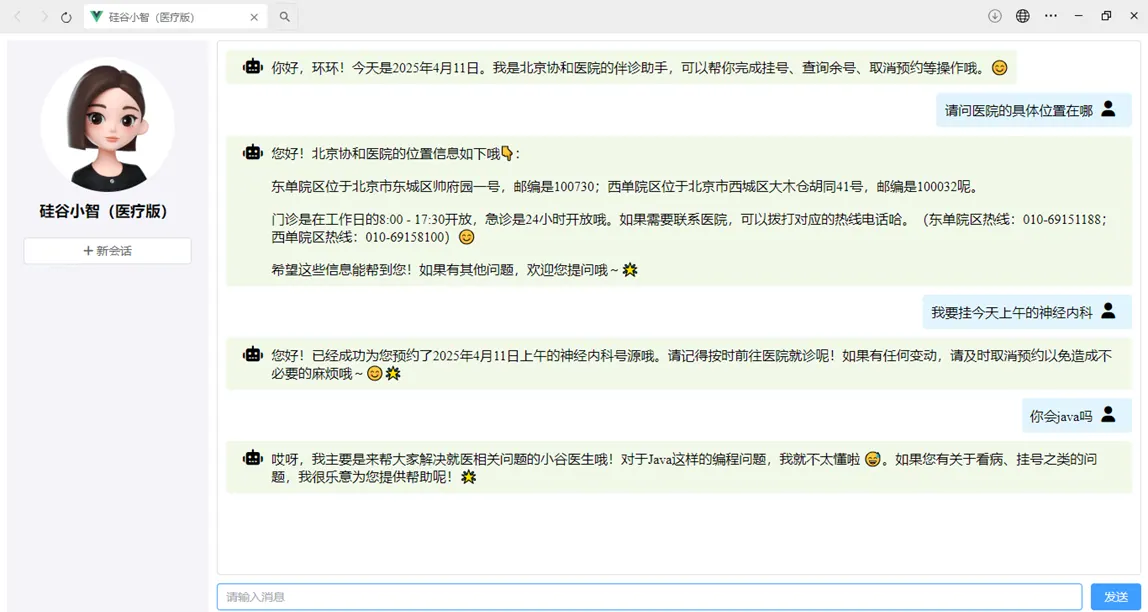 硅谷小智（医疗版）
硅谷小智（医疗版）
+ 新会话
你好，环环！今天是2025年4月11日。我是北京协和医院的伴诊助手，可以帮你完成挂号、查询余号、取消预约等操作哦。😊
请问医院的具体位置在哪
您好！北京协和医院的位置信息如下哦👇：
东单院区位于北京市东城区帅府园一号，邮编是100730；西单院区位于北京市西城区大木仓胡同41号，邮编是100032呢。
门诊是在工作日的8:00 - 17:30开放，急诊是24小时开放哦。如果需要联系医院，可以拨打对应的热线电话哈。（东单院区热线：010-69151188；
西单院区热线：010-69158100）😊
希望这些信息能帮到您！如果有其他问题，欢迎您提问哦～🌟
我要挂今天上午的神经内科
您好！已经成功为您预约了2025年4月11日上午的神经内科号源哦。请记得按时前往医院就诊呢！如果有任何变动，请及时取消预约以免造成不
必要的麻烦哦～😊🌟
你会java吗
哎呀，我主要是来帮大家解决就医相关问题的小谷医生哦！对于Java这样的编程问题，我就不太懂啦 😅。如果您有关于看病、挂号之类的问
题，我很乐意为您提供帮助呢！🌟
请输入消息
发送